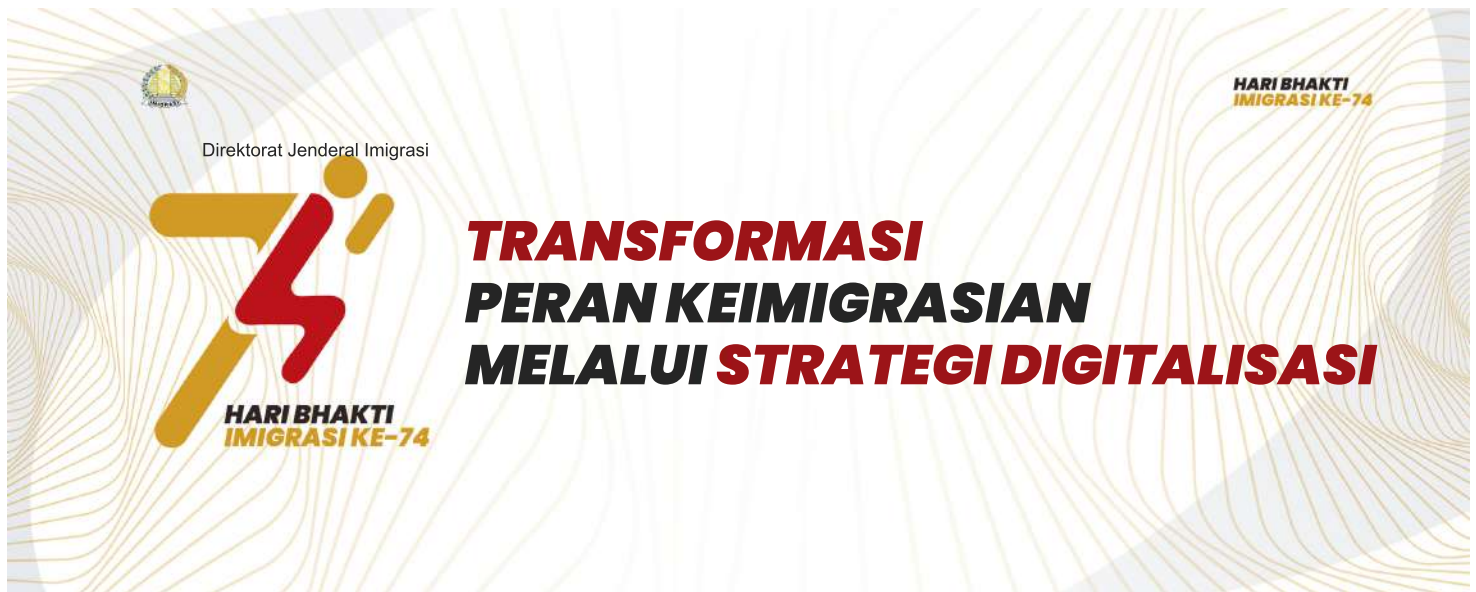 IMIGRASI
HARI BHAKTI
IMIGRASI KE-74
Direktorat Jenderal Imigrasi
TRANSFORMASI
PERAN KEIMIGRASIAN
MELALUI STRATEGI DIGITALISASI
HARI BHAKTI
IMIGRASI KE-74